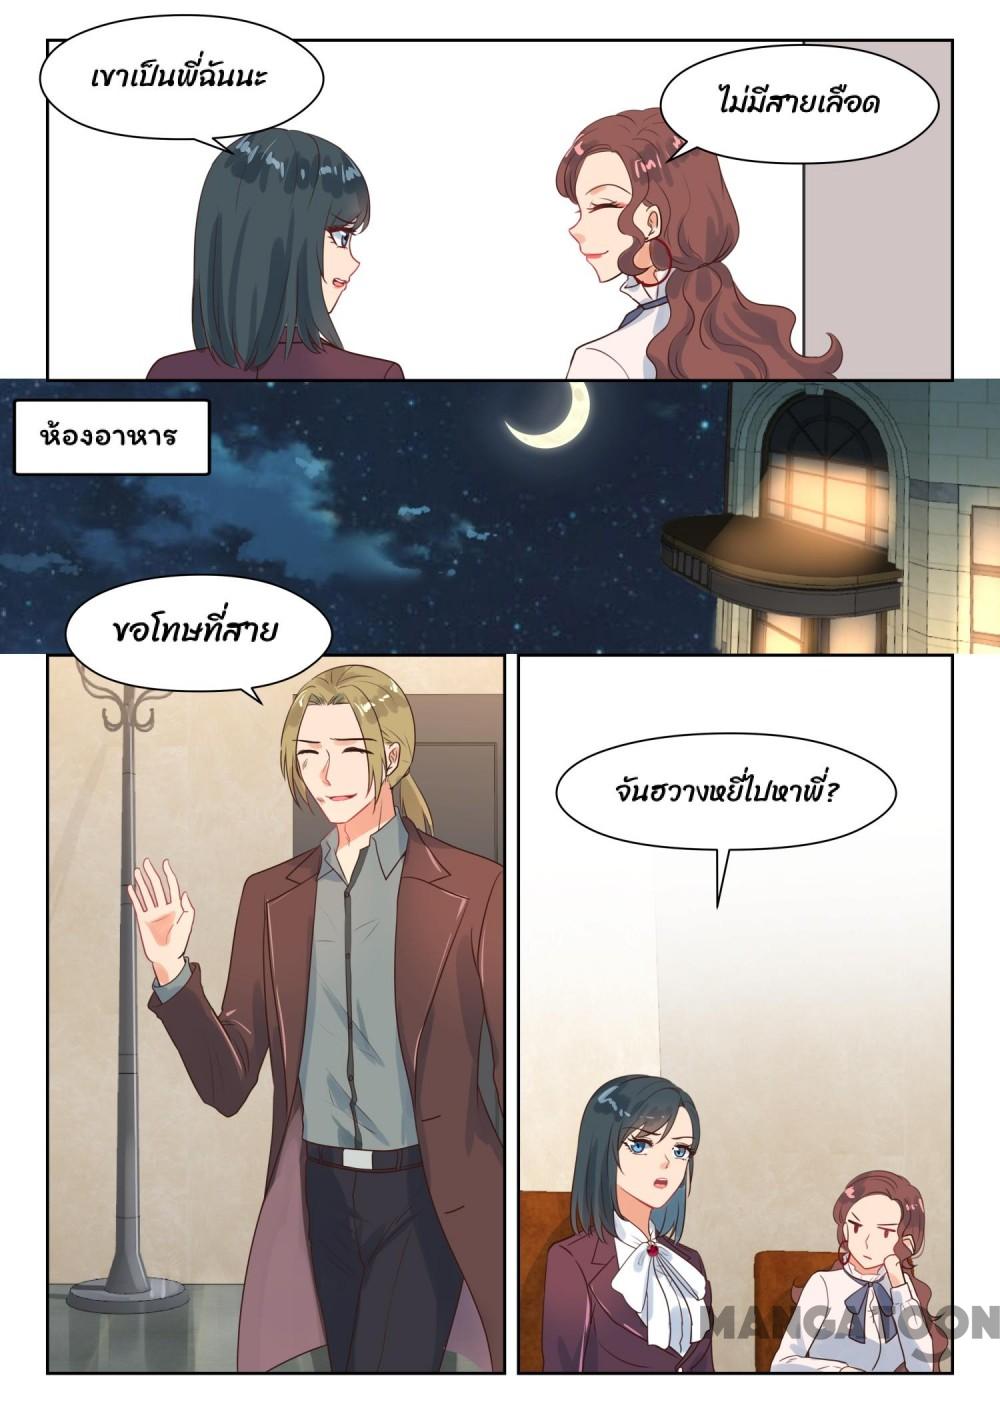 เขาเป็นพี่ฉันนะ
ไม่มีสายเลือด
ห้องอาหาร
ขอโทษที่สาย
จันฮวางหยี่ไปหาพี่?
MANGATOON